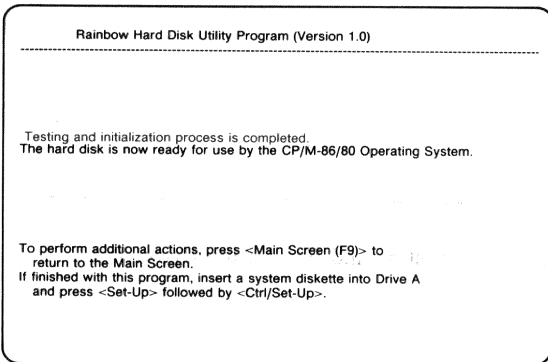 Rainbow Hard Disk Utility Program (Version 1.0)
Testing and initialization process is completed.
The hard disk is now ready for use by the CP/M-86/80 Operating System.
To perform additional actions, press <Main Screen (F9)> to
return to the Main Screen.
If finished with this program, insert a system diskette into Drive A
and press <Set-Up> followed by <Ctrl/Set-Up>.